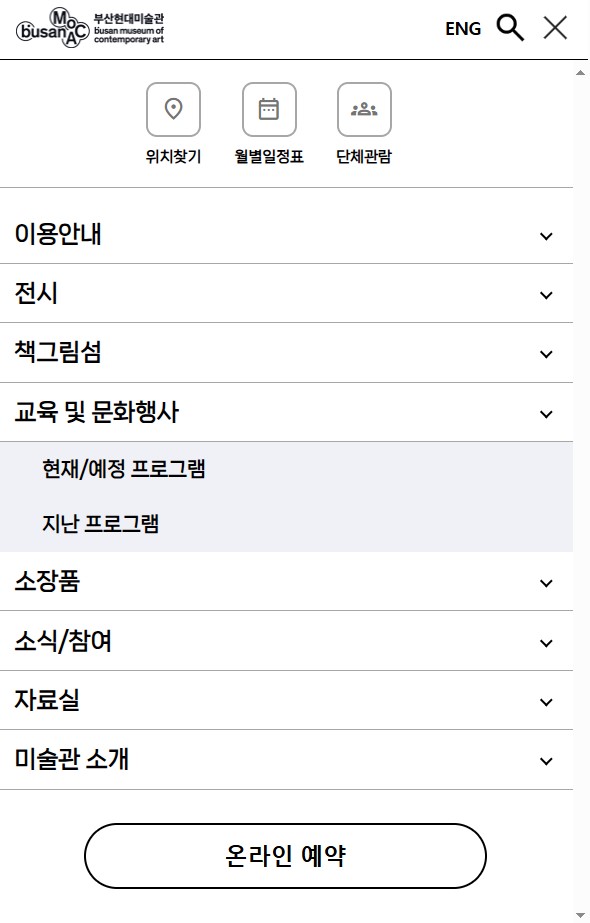 MoCA busan
부산현대미술관
busan museum of
contemporary art
ENG
위치찾기
월별일정표
단체관람
이용안내
전시
책그림섬
교육 및 문화행사
현재/예정 프로그램
지난 프로그램
소장품
소식/참여
자료실
미술관 소개
온라인 예약